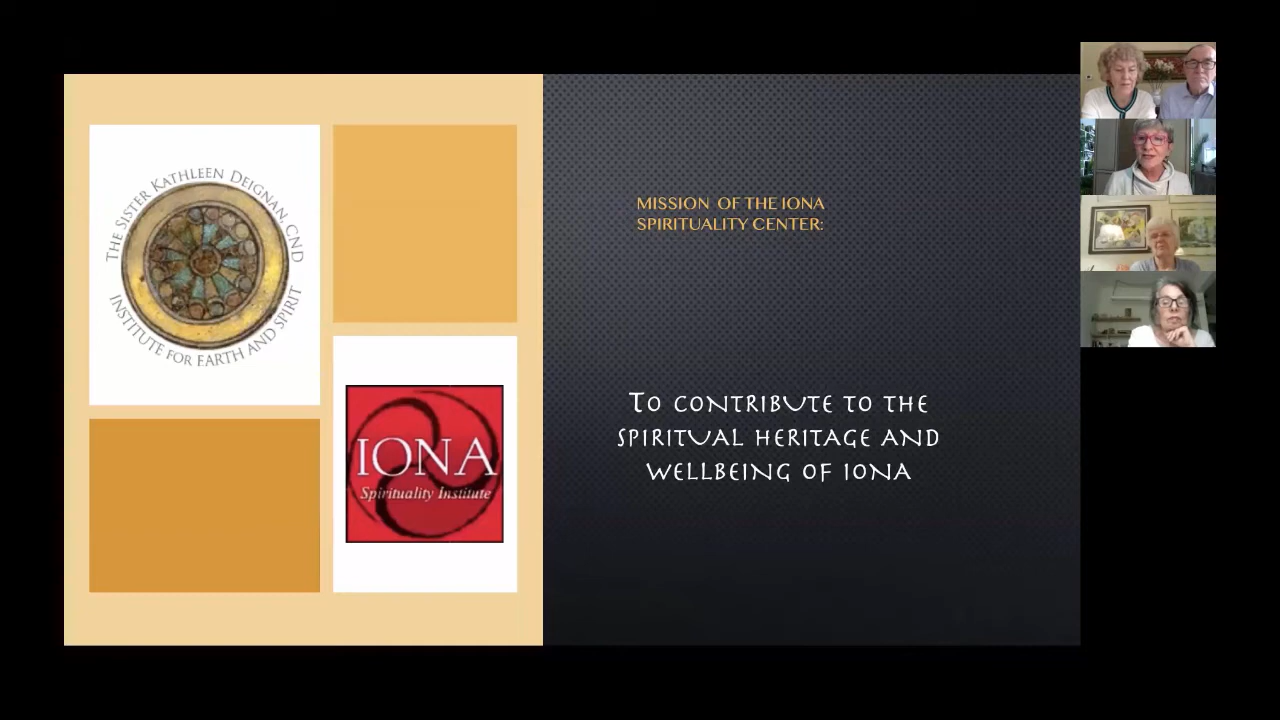 THE SISTER KATHLEEN DEIGNAN, CND
INSTITUTE FOR EARTH AND SPIRIT
IONA
Spirituality Institute
MISSION OF THE IONA
SPIRITUALITY CENTER:
TO CONTRIBUTE TO THE
SPIRITUAL HERITAGE AND
WELLBEING OF IONA